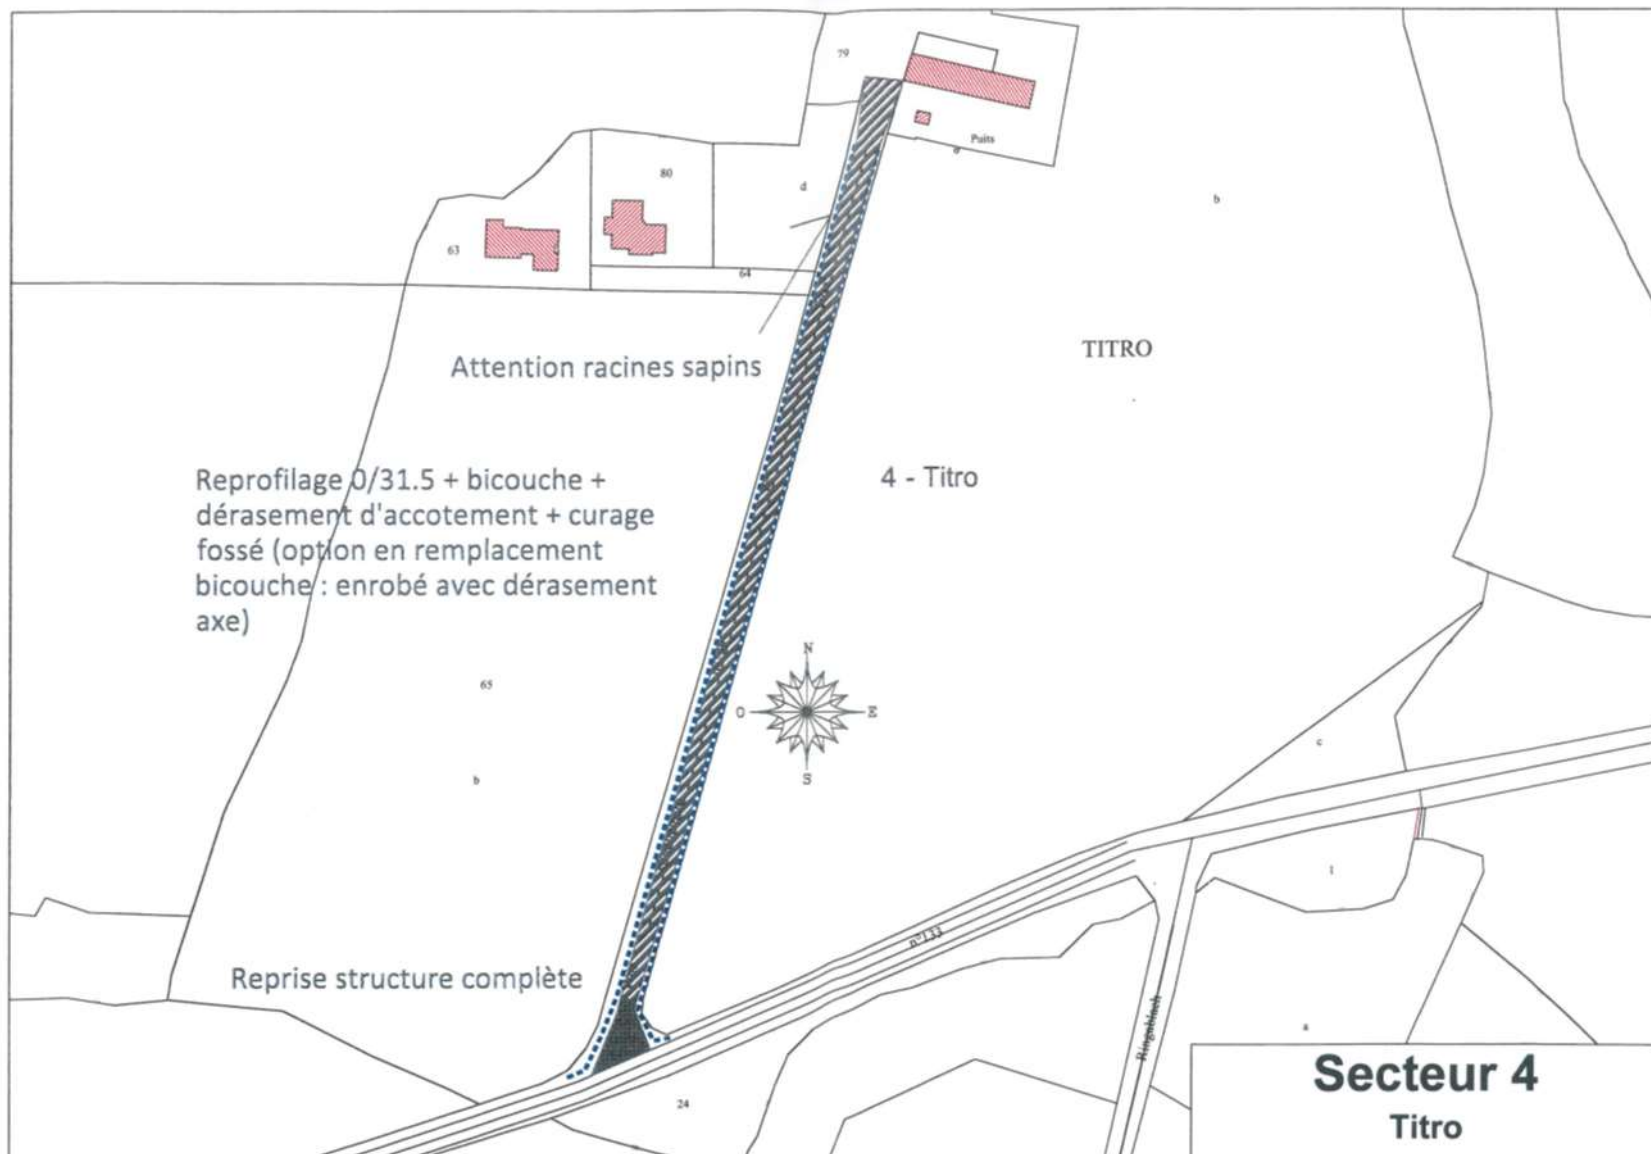 79
Puits
e
80
d
b
63
64
TITRO
Attention racines sapins
4 - Titro
Reprofilage 0/31.5 + bicouche +
dérasement d'accotement + curage
fossé (option en remplacement
bicouche : enrobé avec dérasement
axe)
N
65
O
E
S
c
b
1
n°133
Reprise structure complète
a
24
Secteur 4
Titro